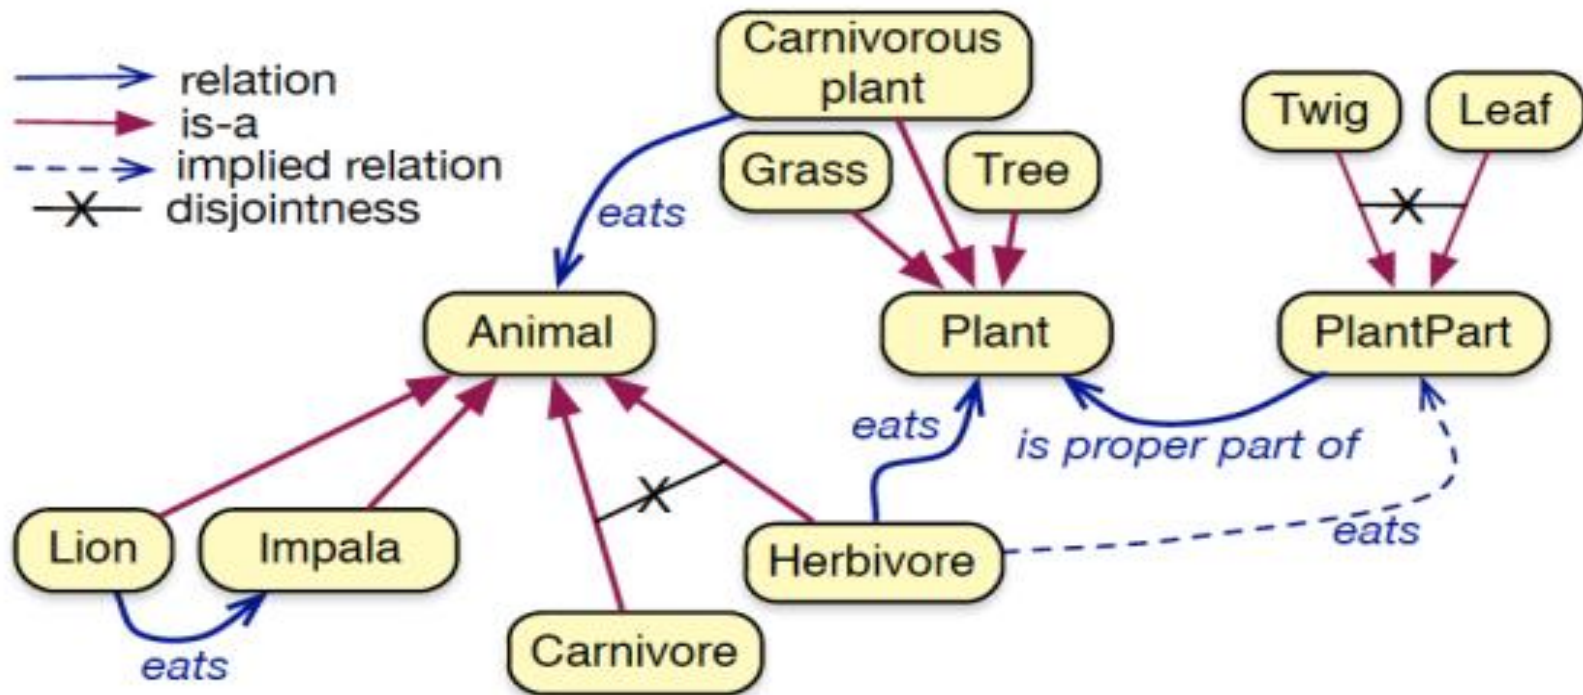 relation
is-a
implied relation
X
disjointness
Carnivorous
plant
Twig
Leaf
Grass
Tree
eats
X
Animal
Plant
PlantPart
eats
is proper part of
X
Lion
Impala
Herbivore
eats
Carnivore
eats